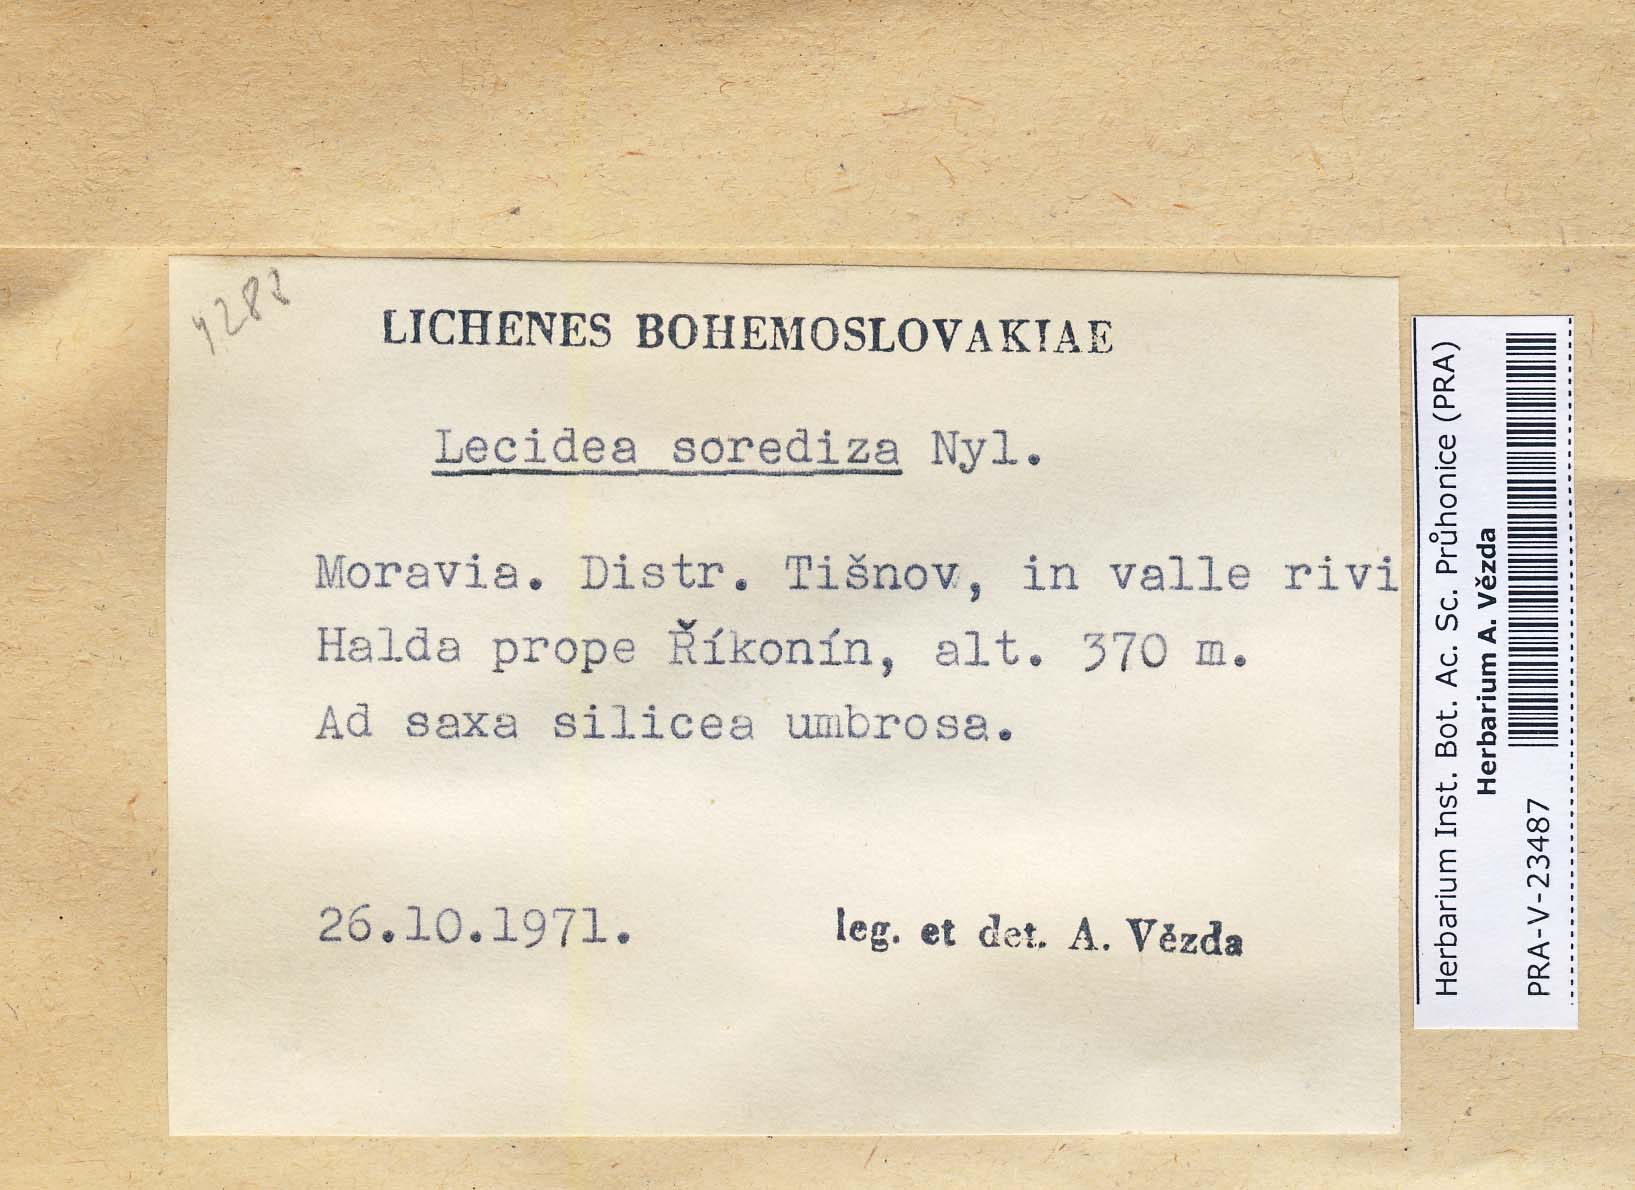 LICHENES BOHEMOSLOVAKIAE
Lecidea sorediza Nyl.
Moravia. Distr. Tišnov, in valle rivi
Halda prope Říkonín, alt. 370 m.
Ad saxa silicea umbrosa.
26.10.1971.
leg. et det. A. Vězda
Herbarium Inst. Bot. Ac. Sc. Průhonice (PRA)
Herbarium A. Vězda
PRA-V-23487